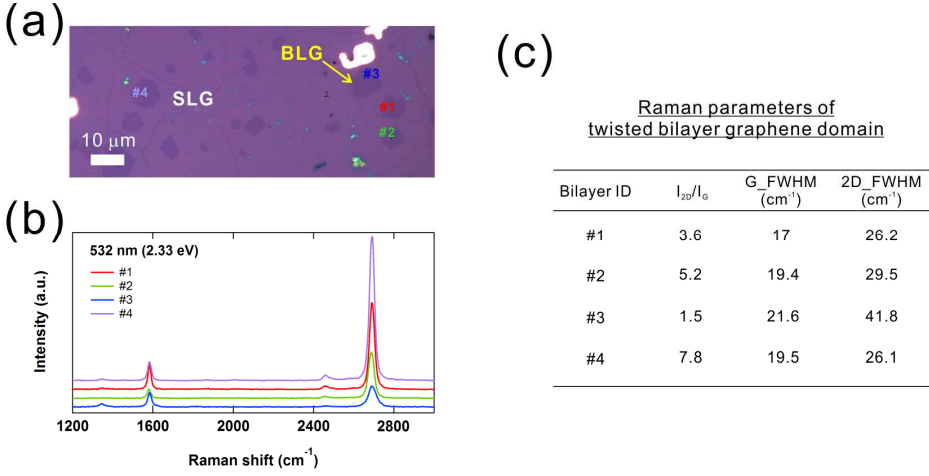 (a)
BLG
#3
#4
SLG
#1
#2
10 μm
(b)
532 nm (2.33 eV)
#1
#2
#3
#4
Intensity (a.u.)
1200 1600 2000 2400 2800
Raman shift (cm⁻¹)
(c)
Raman parameters of
twisted bilayer graphene domain
Bilayer ID I₂D/I_G G_FWHM (cm⁻¹) 2D_FWHM (cm⁻¹)
#1 3.6 17 26.2
#2 5.2 19.4 29.5
#3 1.5 21.6 41.8
#4 7.8 19.5 26.1